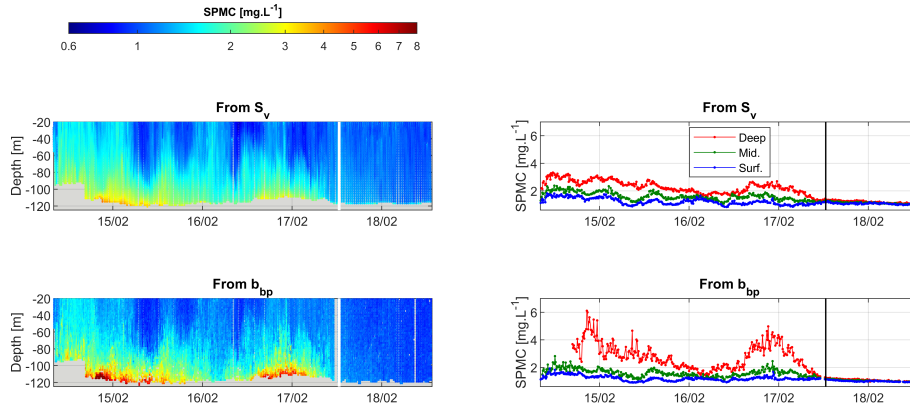 SPMC [mg.L-1]
0.6 1 2 3 4 5 6 7 8
From Sv
Depth [m]
-20
-40
-60
-80
-100
-120
15/02 16/02 17/02 18/02
From Sv
SPMC [mg.L-1]
6
4
2
Deep
Mid.
Surf.
15/02 16/02 17/02 18/02
From bbp
Depth [m]
-20
-40
-60
-80
-100
-120
15/02 16/02 17/02 18/02
From bbp
SPMC [mg.L-1]
6
4
2
15/02 16/02 17/02 18/02